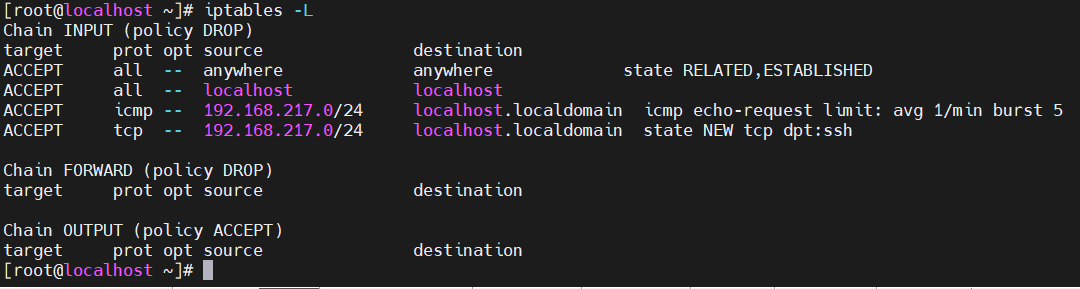 [root@localhost ~]# iptables -L
Chain INPUT (policy DROP)
target     prot opt source               destination
ACCEPT     all  --  anywhere             anywhere             state RELATED,ESTABLISHED
ACCEPT     all  --  localhost            localhost
ACCEPT     icmp --  192.168.217.0/24     localhost.localdomain  icmp echo-request limit: avg 1/min burst 5
ACCEPT     tcp  --  192.168.217.0/24     localhost.localdomain  state NEW tcp dpt:ssh

Chain FORWARD (policy DROP)
target     prot opt source               destination

Chain OUTPUT (policy ACCEPT)
target     prot opt source               destination
[root@localhost ~]#